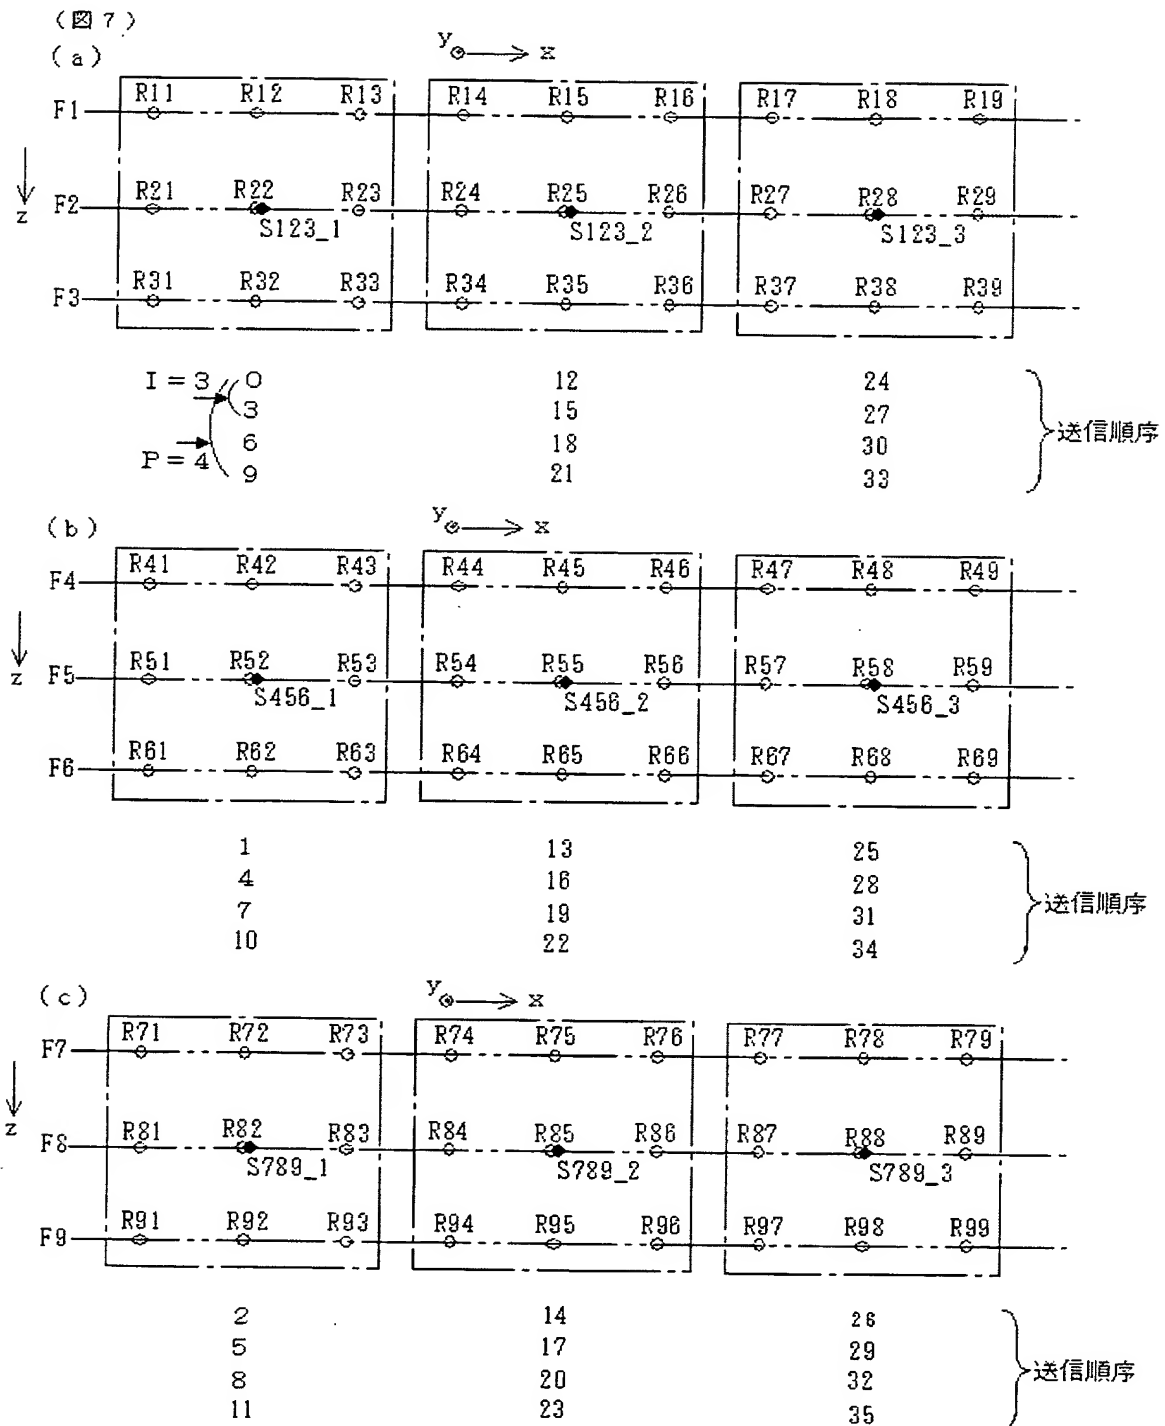 (図7)
(a)
y x
R11 R12 R13 R14 R15 R16 R17 R18 R19
F1
z
R21 R22 R23 R24 R25 R26 R27 R28 R29
F2
S123_1 S123_2 S123_3
R31 R32 R33 R34 R35 R36 R37 R38 R39
F3
I=3 0 12 24
3 15 27
送信順序
6 18 30
P=4 9 21 33
(b)
y x
R41 R42 R43 R44 R45 R46 R47 R48 R49
F4
z
R51 R52 R53 R54 R55 R56 R57 R58 R59
F5
S456_1 S456_2 S456_3
R61 R62 R63 R64 R65 R66 R67 R68 R69
F6
1 13 25
4 16 28
送信順序
7 19 31
10 22 34
(c)
y x
R71 R72 R73 R74 R75 R76 R77 R78 R79
F7
z
R81 R82 R83 R84 R85 R86 R87 R88 R89
F8
S789_1 S789_2 S789_3
R91 R92 R93 R94 R95 R96 R97 R98 R99
F9
2 14 26
5 17 29
送信順序
8 20 32
11 23 35